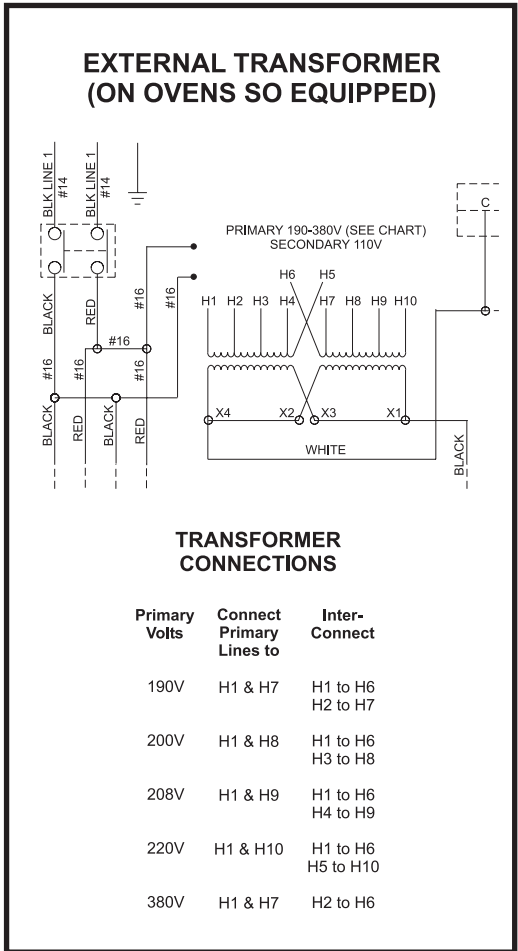 EXTERNAL TRANSFORMER
(ON OVENS SO EQUIPPED)
BLK LINE 1
#14
BLK LINE 1
#14
C
PRIMARY 190-380V (SEE CHART)
SECONDARY 110V
H6 H5
H1 H2 H3 H4 H7 H8 H9 H10
BLACK
RED
#16
#16
#16
#16
#16
#16
#16
X4 X2 X3 X1
BLACK
RED
BLACK
RED
WHITE
BLACK
TRANSFORMER
CONNECTIONS
Primary Connect Inter-
Volts Primary Connect
Lines to
190V H1 & H7 H1 to H6
H2 to H7
200V H1 & H8 H1 to H6
H3 to H8
208V H1 & H9 H1 to H6
H4 to H9
220V H1 & H10 H1 to H6
H5 to H10
380V H1 & H7 H2 to H6